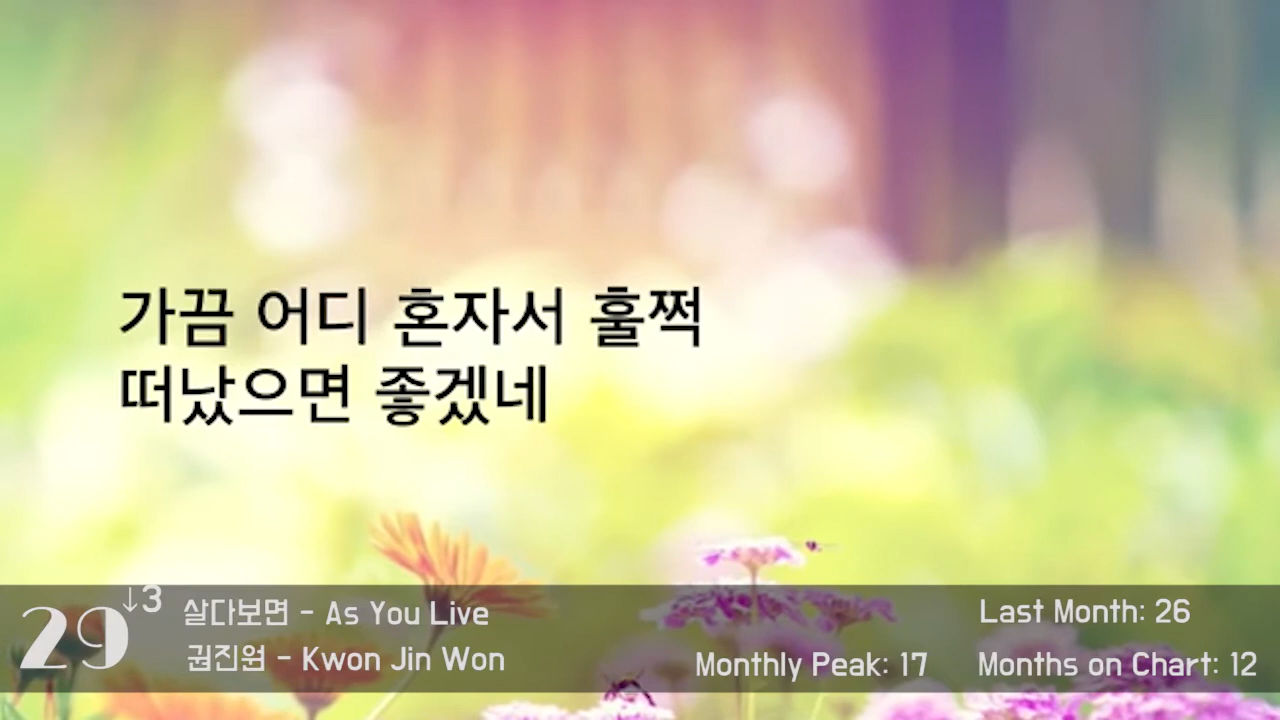 가끔 어디 혼자서 훌쩍
떠났으면 좋겠네
29 ↓3
살다보면 - As You Live
권진원 - Kwon Jin Won
Monthly Peak: 17
Last Month: 26
Months on Chart: 12